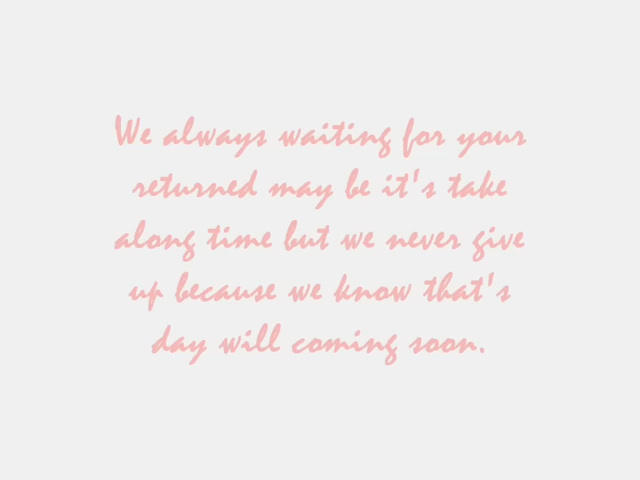 We always waiting for your
returned may be it's take
along time but we never give
up because we know that's
day will coming soon.